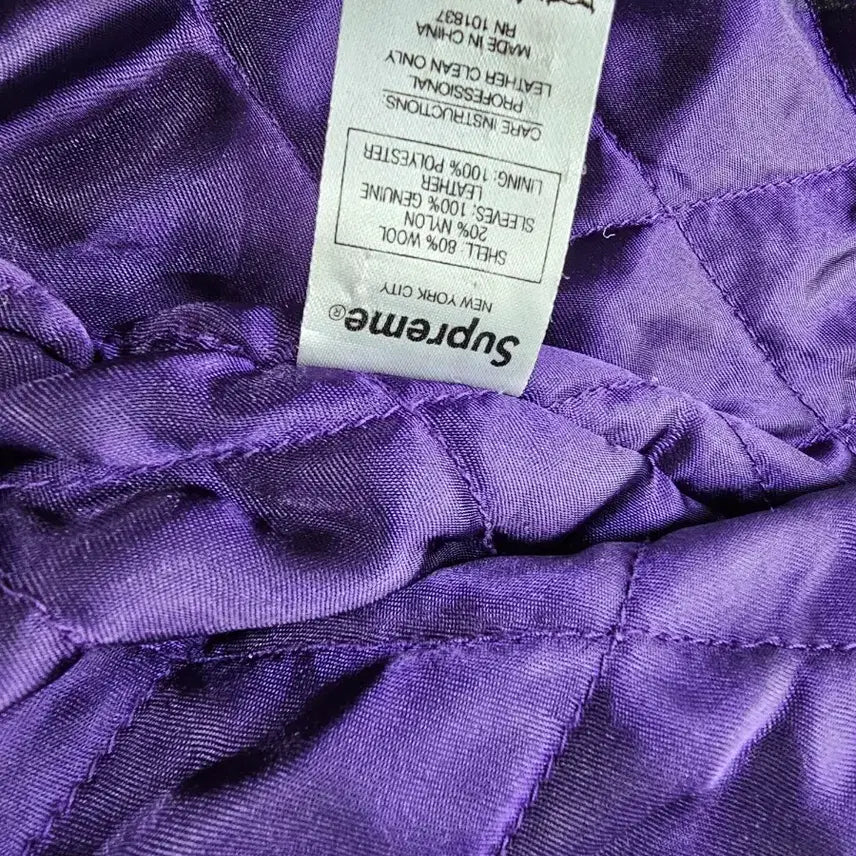 Supreme®
NEW YORK CITY
SHELL: 80% WOOL
20% NYLON
SLEEVES: 100% GENUINE
LEATHER
LINING: 100% POLYESTER
CARE INSTRUCTIONS:
PROFESSIONAL
LEATHER CLEAN ONLY
MADE IN CHINA
RN 101837